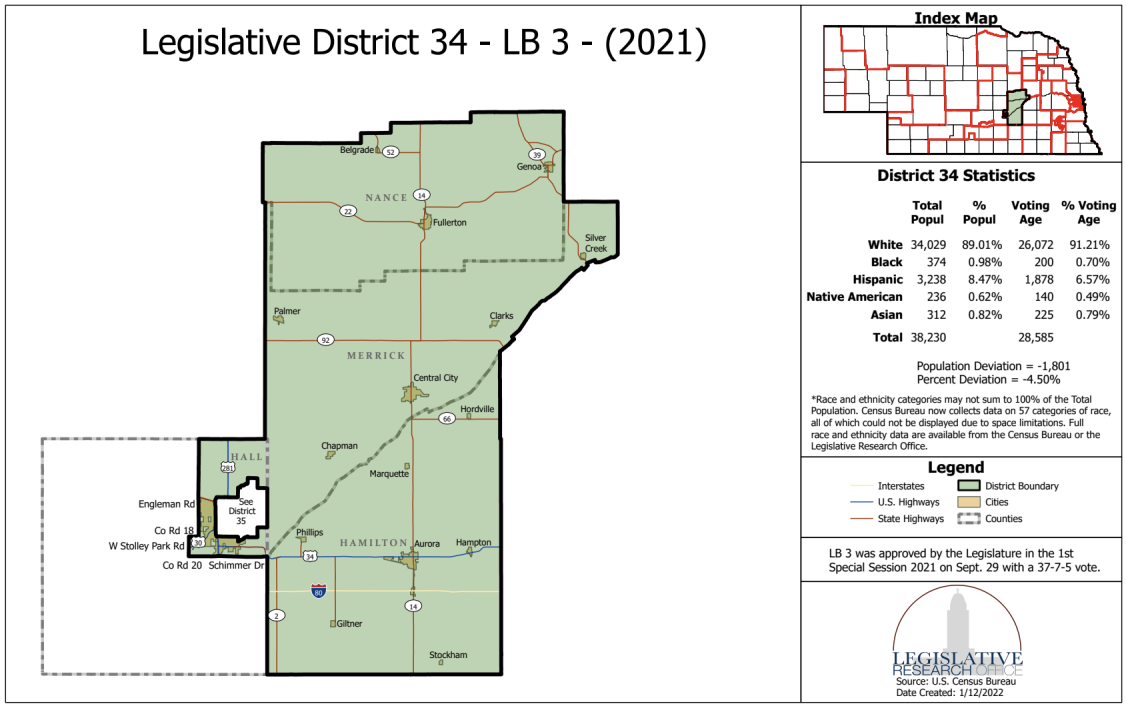 Legislative District 34 - LB 3 - (2021)
Belgrade
52
39
Genoa
NANCE
14
22
Fullerton
Silver
Creek
Palmer
Clarks
92
MERRICK
Central City
Hordville
66
Chapman
HALL
281
Marquette
Engleman Rd
See
District
35
Co Rd 18
30
W Stolley Park Rd
Co Rd 20
Schimmer Dr
Phillips
HAMILTON
Aurora
Hampton
34
80
2
14
Giltner
Stockham
Index Map
District 34 Statistics
Total Popul % Popul Voting Age % Voting Age
White 34,029 89.01% 26,072 91.21%
Black 374 0.98% 200 0.70%
Hispanic 3,238 8.47% 1,878 6.57%
Native American 236 0.62% 140 0.49%
Asian 312 0.82% 225 0.79%
Total 38,230 28,585
Population Deviation = -1,801
Percent Deviation = -4.50%
*Race and ethnicity categories may not sum to 100% of the Total
Population. Census Bureau now collects data on 57 categories of race,
all of which could not be displayed due to space limitations. Full
race and ethnicity data are available from the Census Bureau or the
Legislative Research Office.
Legend
Interstates
District Boundary
U.S. Highways
Cities
State Highways
Counties
LB 3 was approved by the Legislature in the 1st
Special Session 2021 on Sept. 29 with a 37-7-5 vote.
LEGISLATIVE
RESEARCH OFFICE
Source: U.S. Census Bureau
Date Created: 1/12/2022